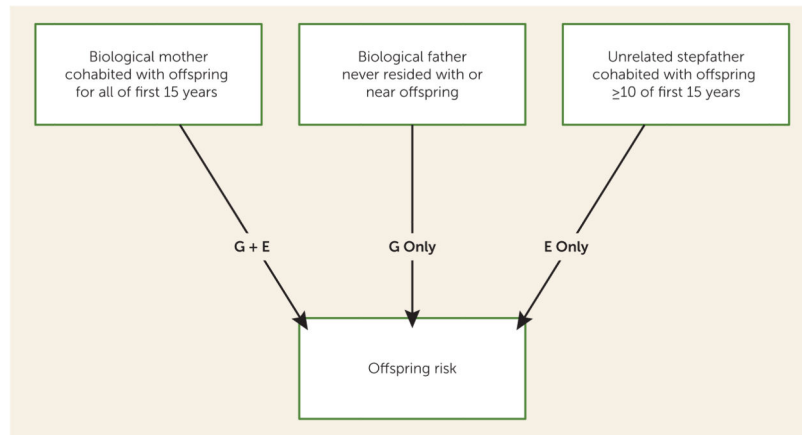 Biological mother
cohabited with offspring
for all of first 15 years
Biological father
never resided with or
near offspring
Unrelated stepfather
cohabited with offspring
≥10 of first 15 years
G + E
G Only
E Only
Offspring risk